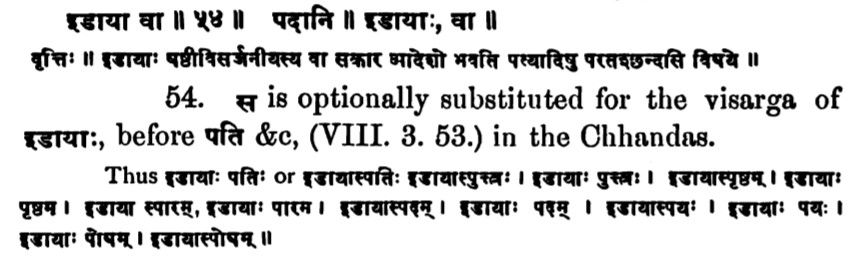 इडाया वा ॥ ५४ ॥ पदानि ॥ इडायाः, वा ॥
वृत्तिः ॥ इडायाः षष्ठीविसर्जनीयस्य वा सकार आदेशो भवति पत्यादिषु परतश्छन्दसि विषये ॥
54. स is optionally substituted for the visarga of
इडायाः, before पति &c, (VIII. 3. 53.) in the Chhandas.
Thus इडायाः पतिः or इडायास्पतिः इडायास्पुत्त्रः । इडायाः पुत्त्रः । इडायास्पृष्ठम् । इडायाः
पृष्ठम । इडाया स्पारम्, इडायाः पारम । इडायास्पदम् । इडायाः पदम् । इडायास्पयः । इडायाः पयः ।
इडायाः पोषम् । इडायास्पोषम् ॥